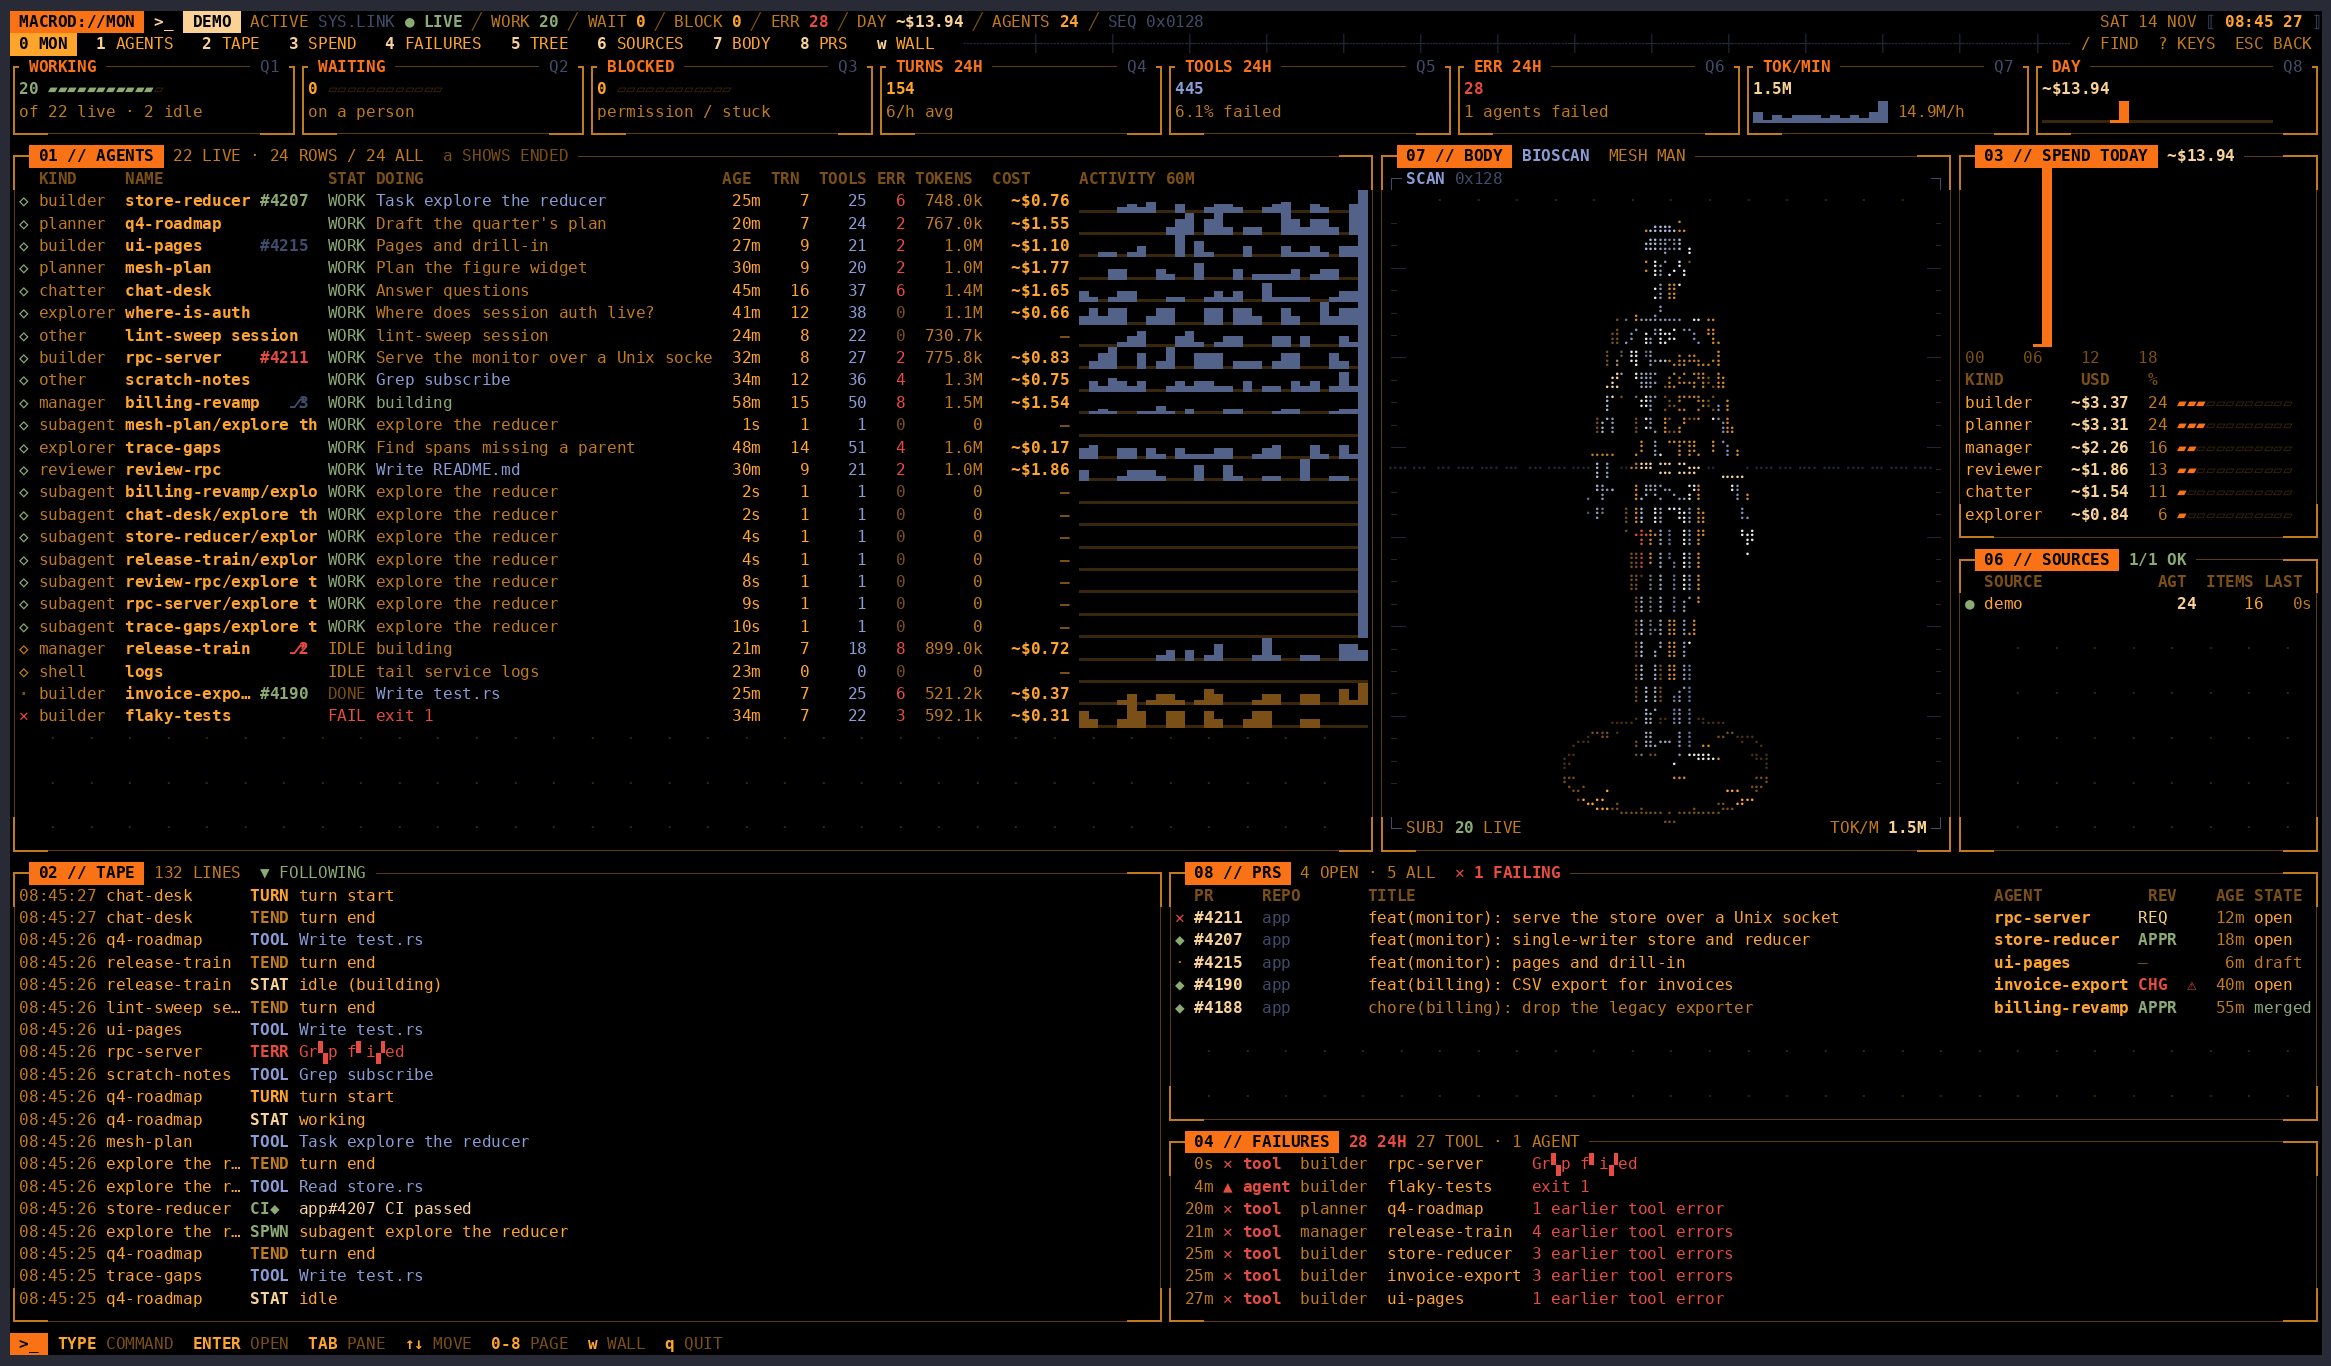 MACROD://MON >_ DEMO ACTIVE SYS.LINK ● LIVE / WORK 20 / WAIT 0 / BLOCK 0 / ERR 28 / DAY ~$13.94 / AGENTS 24 / SEQ 0x0128 SAT 14 NOV 08:45 27
0 MON 1 AGENTS 2 TAPE 3 SPEND 4 FAILURES 5 TREE 6 SOURCES 7 BODY 8 PRS w WALL / FIND ? KEYS ESC BACK
WORKING Q1 WAITING Q2 BLOCKED Q3 TURNS 24H Q4 TOOLS 24H Q5 ERR 24H Q6 TOK/MIN Q7 DAY Q8
20 0 0 154 445 28 1.5M ~$13.94
of 22 live · 2 idle on a person permission / stuck 6/h avg 6.1% failed 1 agents failed 14.9M/h
01 // AGENTS 22 LIVE · 24 ROWS / 24 ALL a SHOWS ENDED
KIND NAME STAT DOING AGE TRN TOOLS ERR TOKENS COST ACTIVITY 60M
◇ builder store-reducer #4207 WORK Task explore the reducer 25m 7 25 6 748.0k ~$0.76
◇ planner q4-roadmap WORK Draft the quarter's plan 20m 7 24 2 767.0k ~$1.55
◇ builder ui-pages #4215 WORK Pages and drill-in 27m 9 21 2 1.0M ~$1.10
◇ planner mesh-plan WORK Plan the figure widget 30m 9 20 2 1.0M ~$1.77
◇ chatter chat-desk WORK Answer questions 45m 16 37 6 1.4M ~$1.65
◇ explorer where-is-auth WORK Where does session auth live? 41m 12 38 0 1.1M ~$0.66
◇ other lint-sweep session WORK lint-sweep session 24m 8 22 0 730.7k —
◇ builder rpc-server #4211 WORK Serve the monitor over a Unix socke 32m 8 27 2 775.8k ~$0.83
◇ other scratch-notes WORK Grep subscribe 34m 12 36 4 1.3M ~$0.75
◇ manager billing-revamp 3 WORK building 58m 15 50 8 1.5M ~$1.54
◇ subagent mesh-plan/explore th WORK explore the reducer 1s 1 1 0 0 —
◇ explorer trace-gaps WORK Find spans missing a parent 48m 14 51 4 1.6M ~$0.17
◇ reviewer review-rpc WORK Write README.md 30m 9 21 2 1.0M ~$1.86
◇ subagent billing-revamp/explo WORK explore the reducer 2s 1 1 0 0 —
◇ subagent chat-desk/explore th WORK explore the reducer 2s 1 1 0 0 —
◇ subagent store-reducer/explor WORK explore the reducer 4s 1 1 0 0 —
◇ subagent release-train/explor WORK explore the reducer 4s 1 1 0 0 —
◇ subagent review-rpc/explore t WORK explore the reducer 8s 1 1 0 0 —
◇ subagent rpc-server/explore t WORK explore the reducer 9s 1 1 0 0 —
◇ subagent trace-gaps/explore t WORK explore the reducer 10s 1 1 0 0 —
◇ manager release-train 2 IDLE building 21m 7 18 8 899.0k ~$0.72
◇ shell logs IDLE tail service logs 23m 0 0 0 0 —
· builder invoice-expo… #4190 DONE Write test.rs 25m 7 25 6 521.2k ~$0.37
× builder flaky-tests FAIL exit 1 34m 7 22 3 592.1k ~$0.31
07 // BODY BIOSCAN MESH MAN
SCAN 0x128
SUBJ 20 LIVE TOK/M 1.5M
03 // SPEND TODAY ~$13.94
00 06 12 18
KIND USD %
builder ~$3.37 24
planner ~$3.31 24
manager ~$2.26 16
reviewer ~$1.86 13
chatter ~$1.54 11
explorer ~$0.84 6
06 // SOURCES 1/1 OK
SOURCE AGT ITEMS LAST
● demo 24 16 0s
02 // TAPE 132 LINES ▼ FOLLOWING
08:45:27 chat-desk TURN turn start
08:45:27 chat-desk TEND turn end
08:45:26 q4-roadmap TOOL Write test.rs
08:45:26 release-train TEND turn end
08:45:26 release-train STAT idle (building)
08:45:26 lint-sweep se… TEND turn end
08:45:26 ui-pages TOOL Write test.rs
08:45:26 rpc-server TERR
08:45:26 scratch-notes TOOL Grep subscribe
08:45:26 q4-roadmap TURN turn start
08:45:26 q4-roadmap STAT working
08:45:26 mesh-plan TOOL Task explore the reducer
08:45:26 explore the r… TEND turn end
08:45:26 explore the r… TOOL Read store.rs
08:45:26 store-reducer CI◆ app#4207 CI passed
08:45:26 explore the r… SPWN subagent explore the reducer
08:45:25 q4-roadmap TEND turn end
08:45:25 trace-gaps TOOL Write test.rs
08:45:25 q4-roadmap STAT idle
08 // PRS 4 OPEN · 5 ALL × 1 FAILING
PR REPO TITLE AGENT REV AGE STATE
× #4211 app feat(monitor): serve the store over a Unix socket rpc-server REQ 12m open
◆ #4207 app feat(monitor): single-writer store and reducer store-reducer APPR 18m open
· #4215 app feat(monitor): pages and drill-in ui-pages — 6m draft
◆ #4190 app feat(billing): CSV export for invoices invoice-export CHG ⚠ 40m open
◆ #4188 app chore(billing): drop the legacy exporter billing-revamp APPR 55m merged
04 // FAILURES 28 24H 27 TOOL · 1 AGENT
0s × tool builder rpc-server
4m ▲ agent builder flaky-tests exit 1
20m × tool planner q4-roadmap 1 earlier tool error
21m × tool manager release-train 4 earlier tool errors
25m × tool builder store-reducer 3 earlier tool errors
25m × tool builder invoice-export 3 earlier tool errors
27m × tool builder ui-pages 1 earlier tool error
>_ TYPE COMMAND ENTER OPEN TAB PANE ↑↓ MOVE 0-8 PAGE w WALL q QUIT